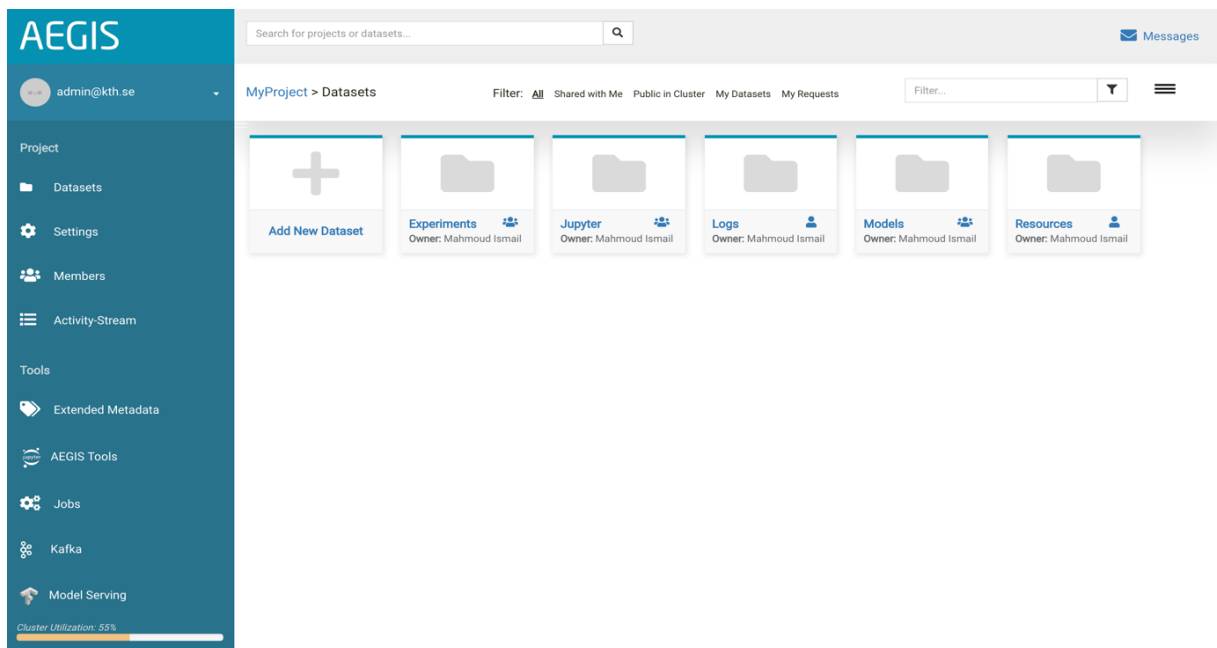 AEGIS
Search for projects or datasets...
Messages
admin@kth.se
MyProject > Datasets
Filter: All Shared with Me Public in Cluster My Datasets My Requests
Filter...
Project
Datasets
Settings
Members
Activity-Stream
Tools
Extended Metadata
AEGIS Tools
Jobs
Kafka
Model Serving
Cluster Utilization: 55%
Add New Dataset
Experiments
Owner: Mahmoud Ismail
Jupyter
Owner: Mahmoud Ismail
Logs
Owner: Mahmoud Ismail
Models
Owner: Mahmoud Ismail
Resources
Owner: Mahmoud Ismail